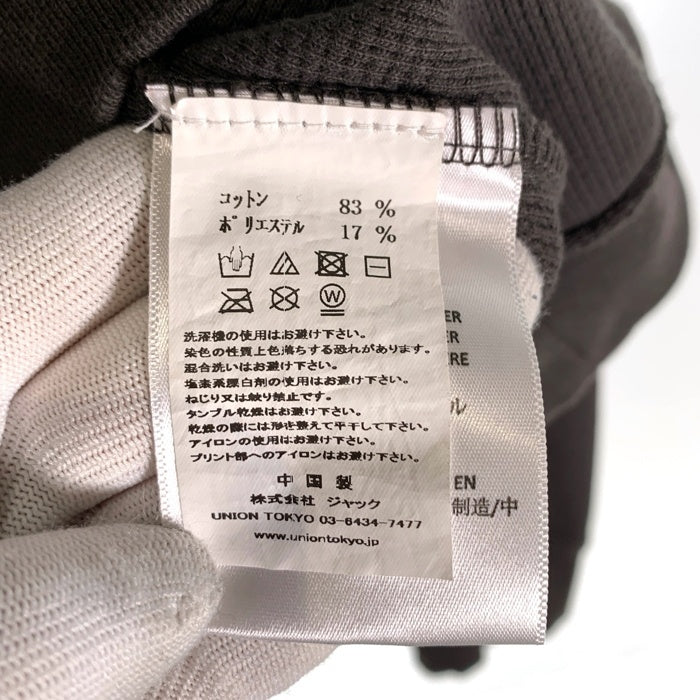 コットン 83 %
ポリエステル 17 %
W
洗濯機の使用はお避け下さい。
染色の性質上色落ちする恐れがあります。
混合洗いはお避け下さい。
塩素系漂白剤の使用はお避け下さい。
ねじり又は絞り禁止です。
タンブル乾燥はお避け下さい。
乾燥の際には形を整えて平干して下さい。
アイロンの使用はお避け下さい。
プリント部へのアイロンはお避け下さい。
中国製
株式会社 ジャック
UNION TOKYO 03-6434-7477
www.uniontokyo.jp
ER
ER
ERE
ル
EN
制造/中